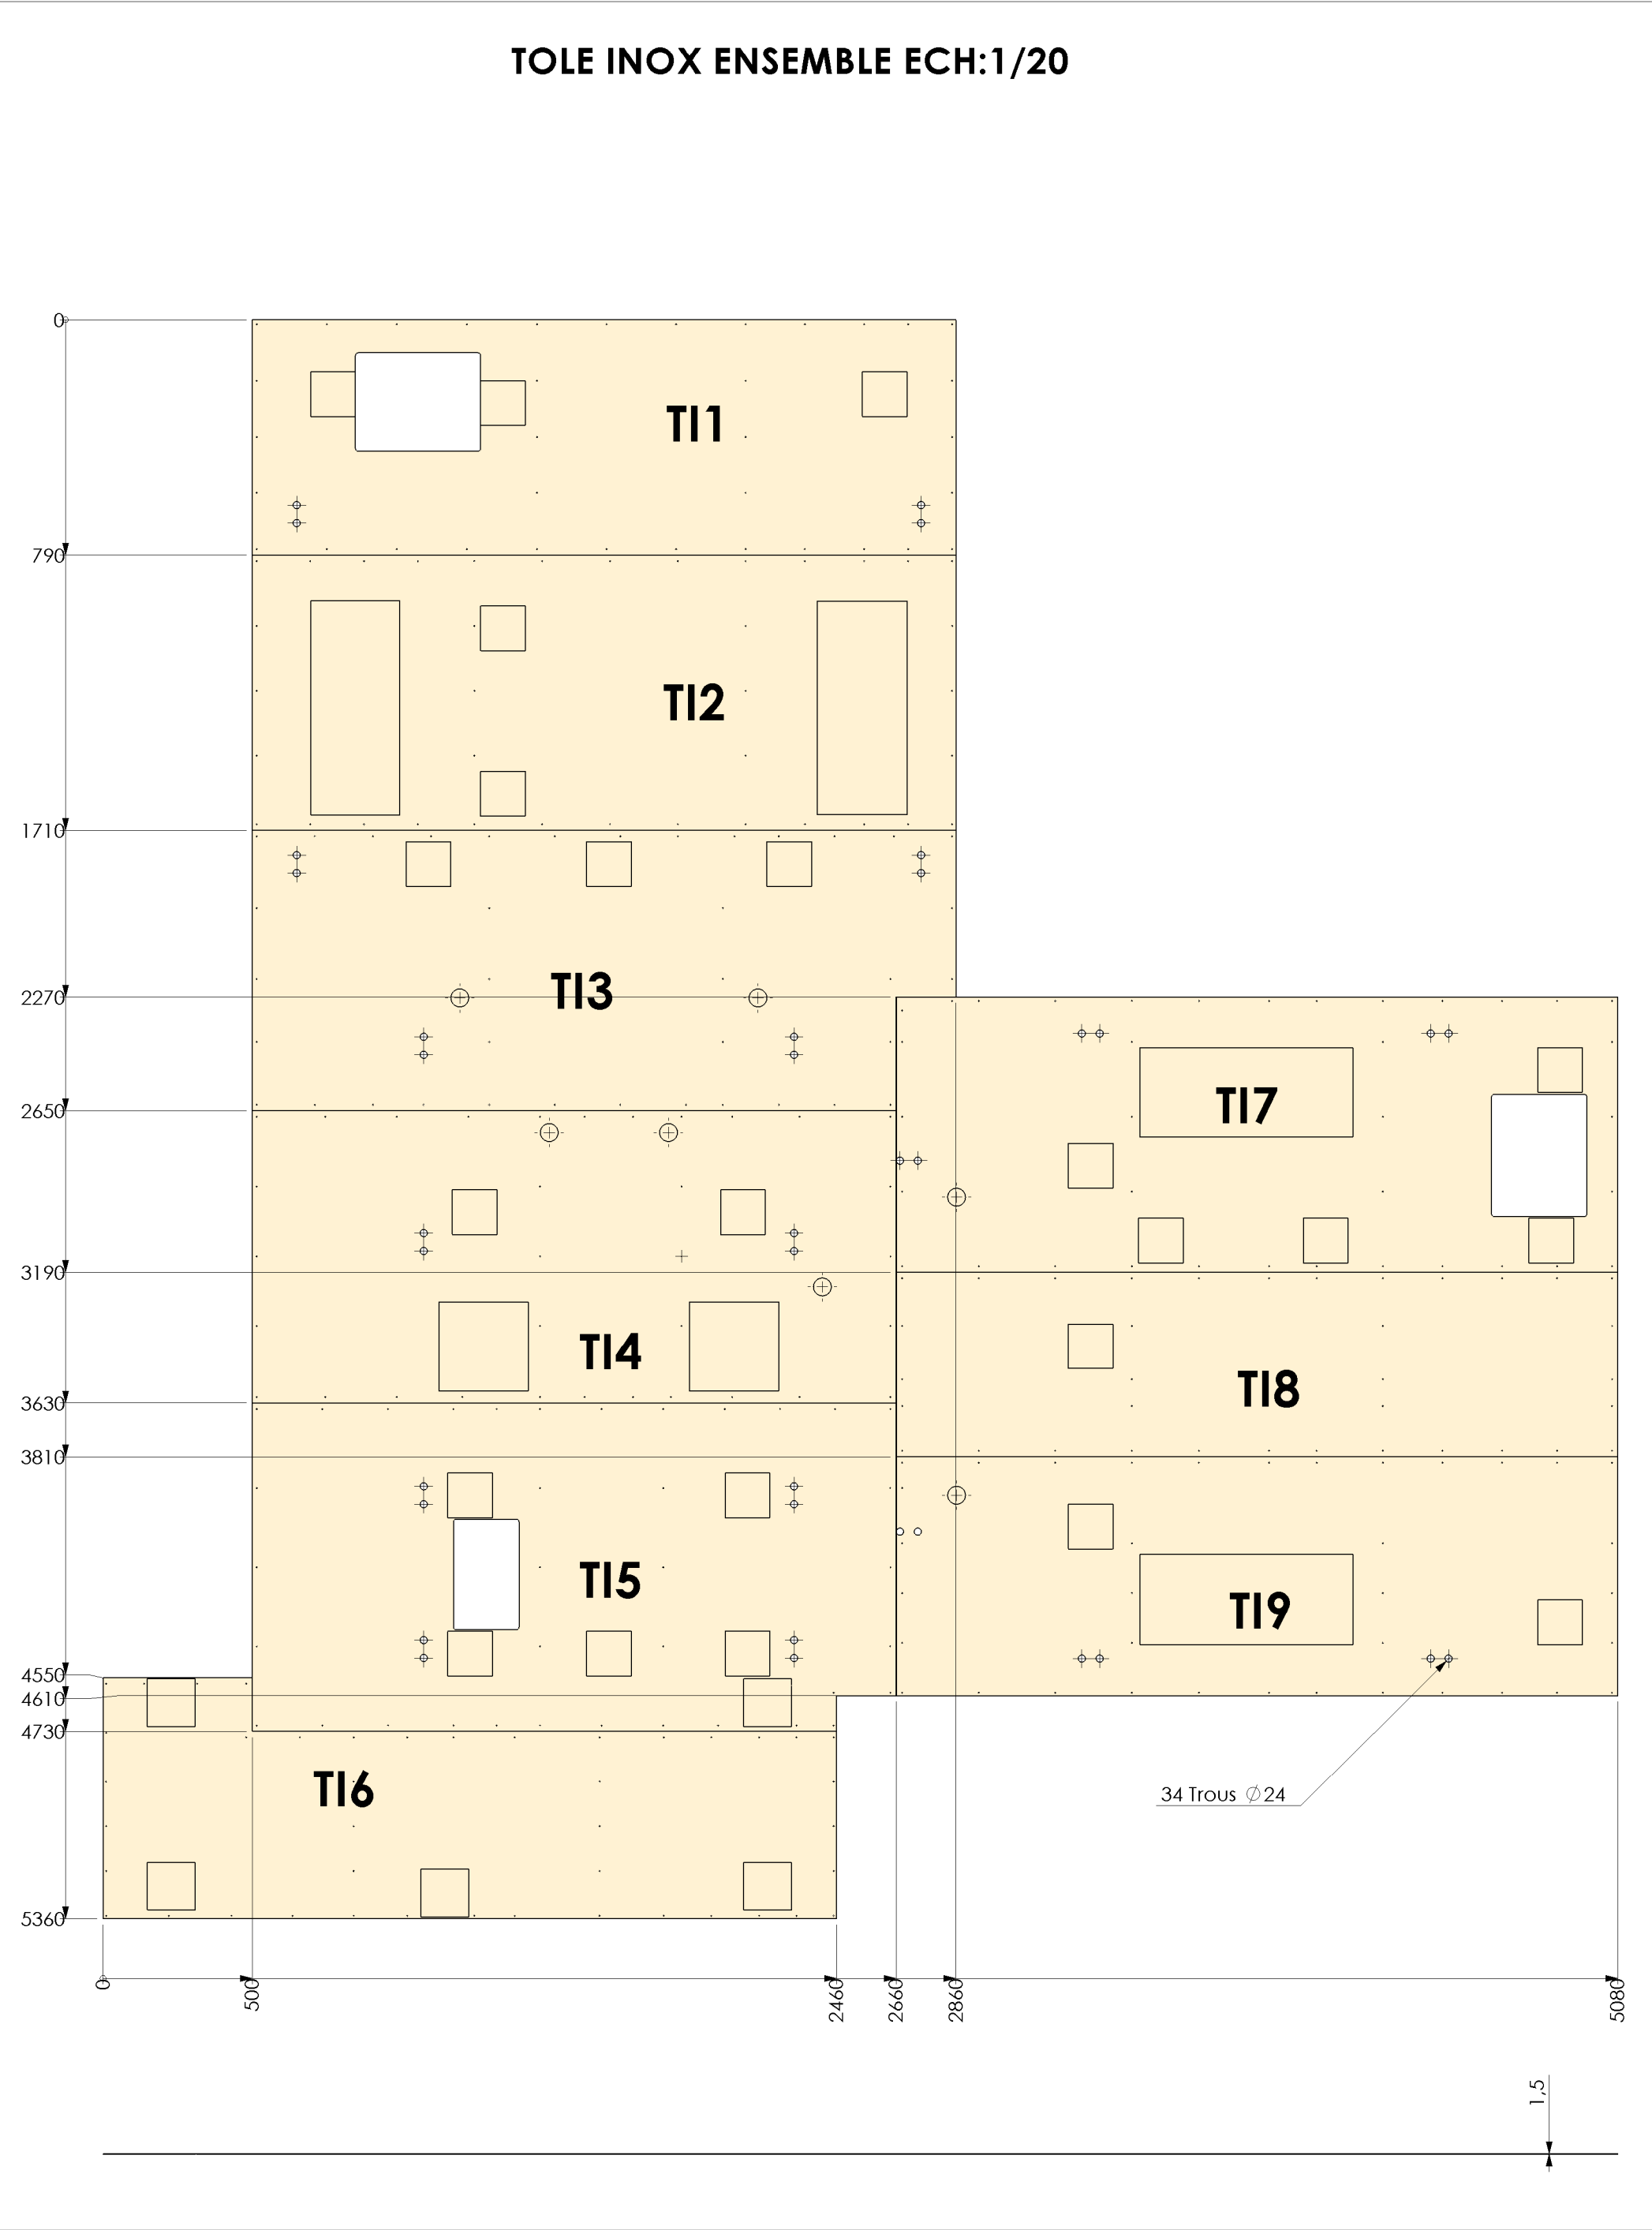 TOLE INOX ENSEMBLE ECH:1/20
0
TI1
790
TI2
1710
TI3
2270
TI7
2650
3190
TI4
TI8
3630
3810
TI5
TI9
4550
4610
4730
TI6
34 Trous ∅24
5360
0
500
2460
2660
2860
5080
1,5